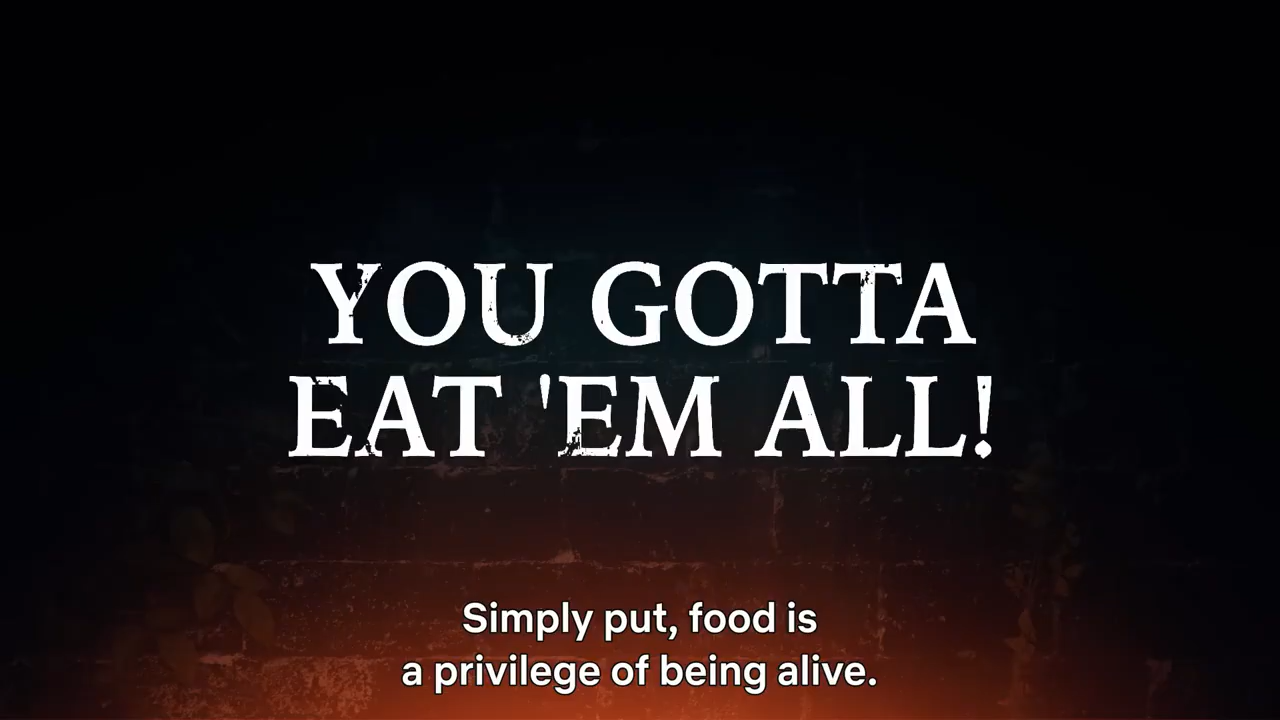 YOU GOTTA
EAT 'EM ALL!
Simply put, food is
a privilege of being alive.